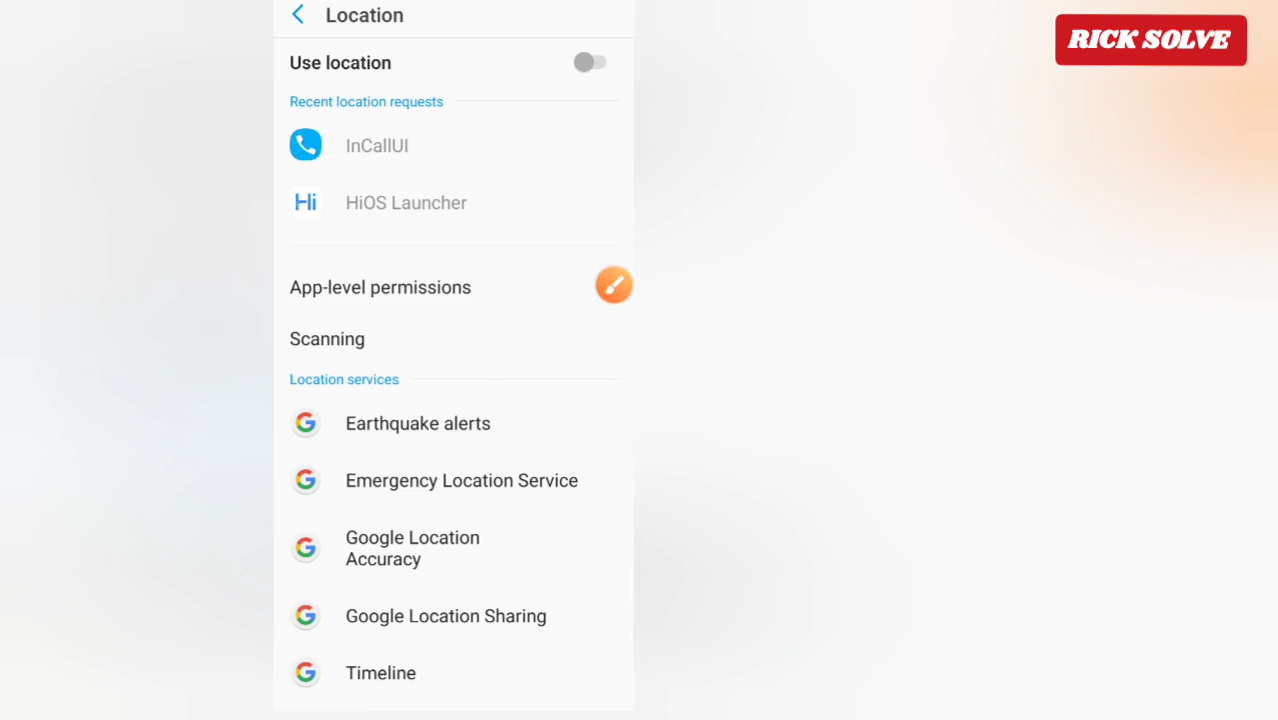 Location
RICK SOLVE
Use location
Recent location requests
InCallUI
Hi HiOS Launcher
App-level permissions
Scanning
Location services
Earthquake alerts
Emergency Location Service
Google Location
Accuracy
Google Location Sharing
Timeline